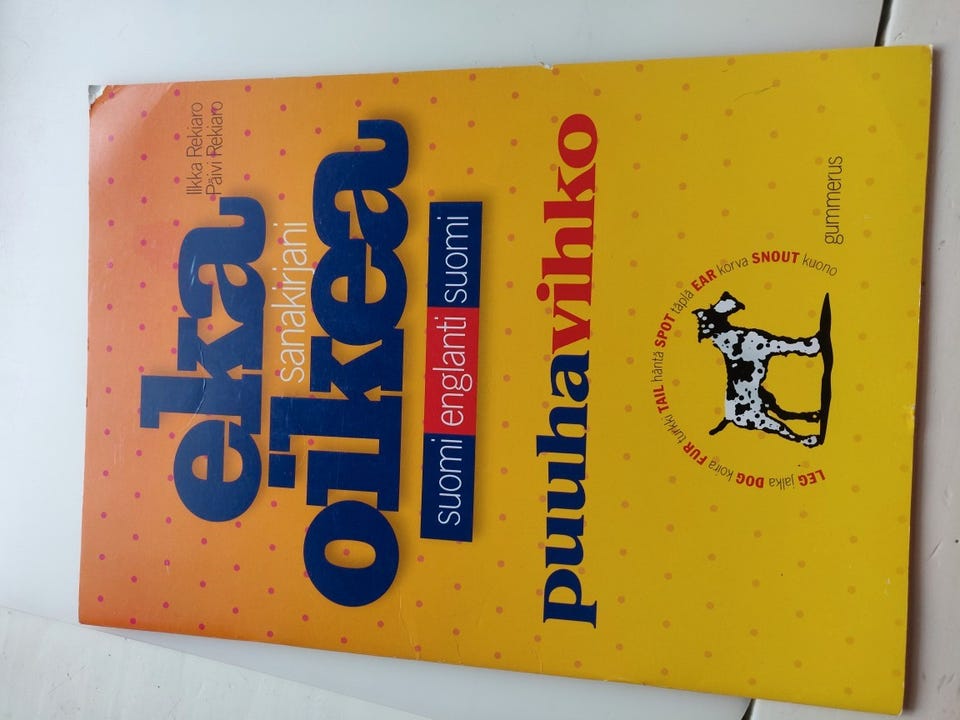 Ilkka Rekiaro
Päivi Rekiaro
eka
sanakirjani
oikea
suomi englanti suomi
puuhavihko
LEG jalka DOG koira FUR turkki TAIL häntä SPOT täplä EAR korva SNOUT kuono
gummerus